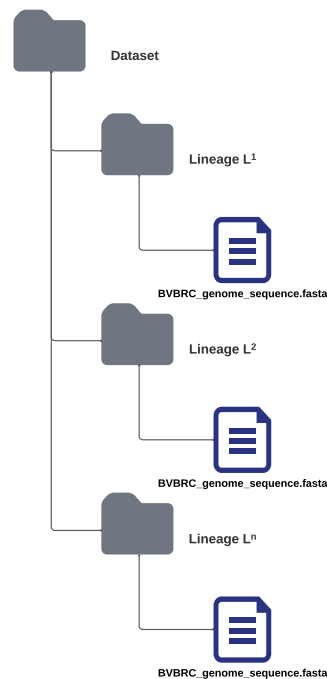 Dataset
Lineage L¹
BVBRC_genome_sequence.fasta
Lineage L²
BVBRC_genome_sequence.fasta
Lineage Lⁿ
BVBRC_genome_sequence.fasta